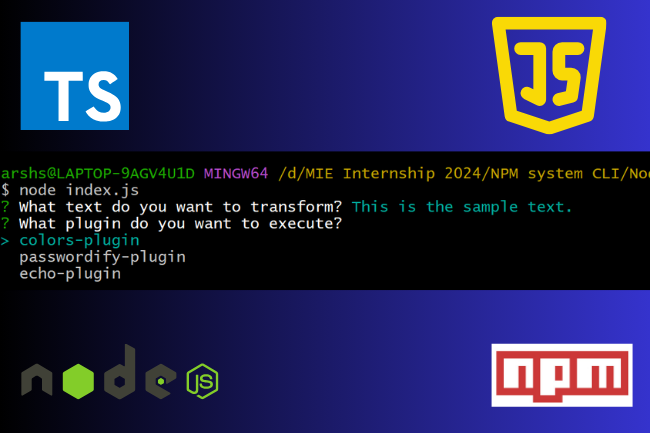 TS
JS
arshs@LAPTOP-9AGV4U1D MINGW64 /d/MIE Internship 2024/NPM system CLI/No
$ node index.js
? What text do you want to transform? This is the sample text.
? What plugin do you want to execute?
> colors-plugin
passwordify-plugin
echo-plugin
node
JS
npm